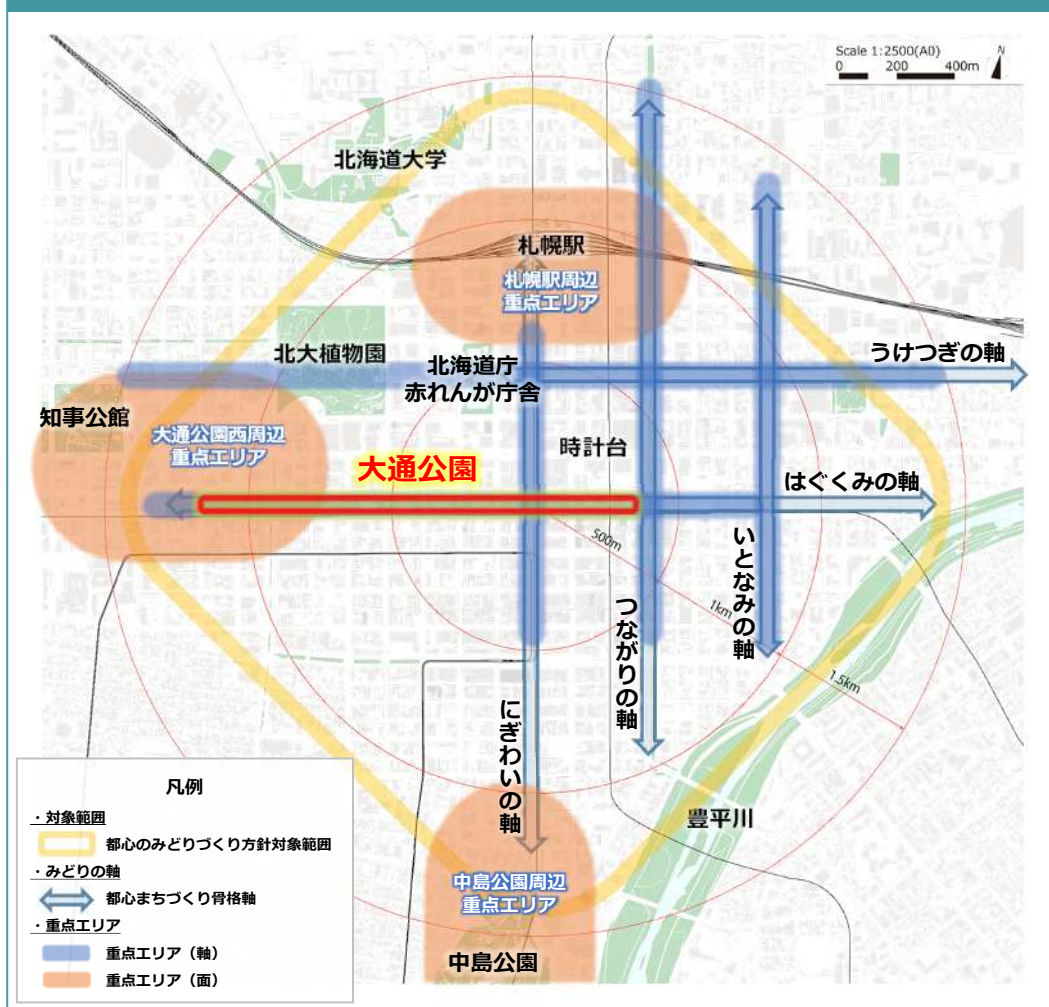 Scale 1:2500(A0)
0 200 400m
N
北海道大学
札幌駅
札幌駅周辺
重点エリア
北大植物園
北海道庁
赤れんが庁舎
うけつぎの軸
知事公館
大通公園西周辺
重点エリア
時計台
大通公園
はぐくみの軸
500m
1km
1.5km
いとなみの軸
つながりの軸
にぎわいの軸
豊平川
中島公園周辺
重点エリア
中島公園
凡例
・対象範囲
都心のみどりづくり方針対象範囲
・みどりの軸
都心まちづくり骨格軸
・重点エリア
重点エリア（軸）
重点エリア（面）